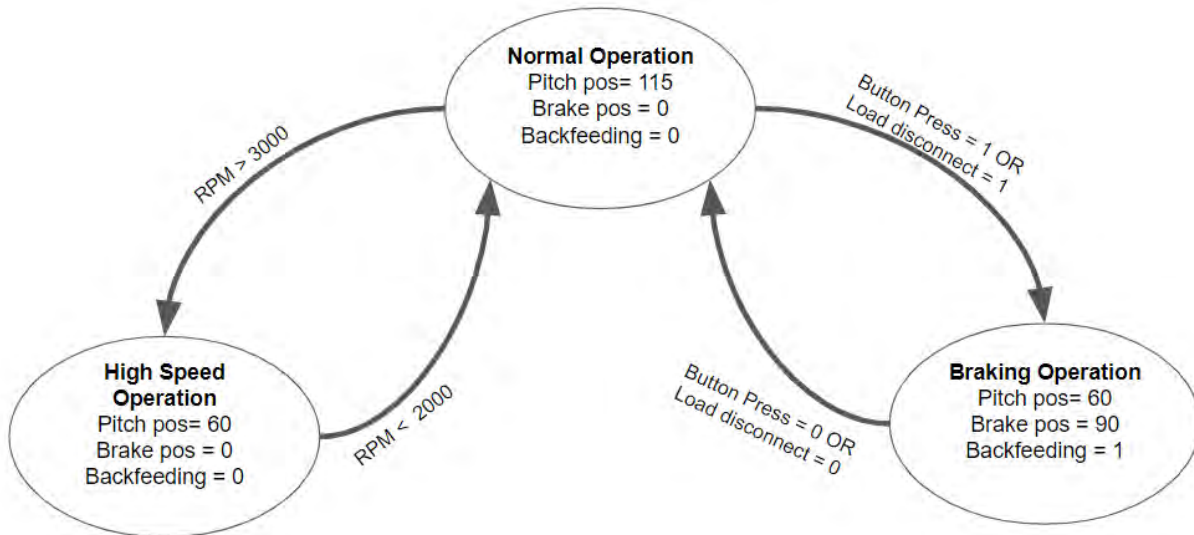 Normal Operation
Pitch pos= 115
Brake pos = 0
Backfeeding = 0
RPM > 3000
Button Press = 1 OR
Load disconnect = 1
RPM < 2000
Button Press = 0 OR
Load disconnect = 0
High Speed
Operation
Pitch pos= 60
Brake pos = 0
Backfeeding = 0
Braking Operation
Pitch pos= 60
Brake pos = 90
Backfeeding = 1